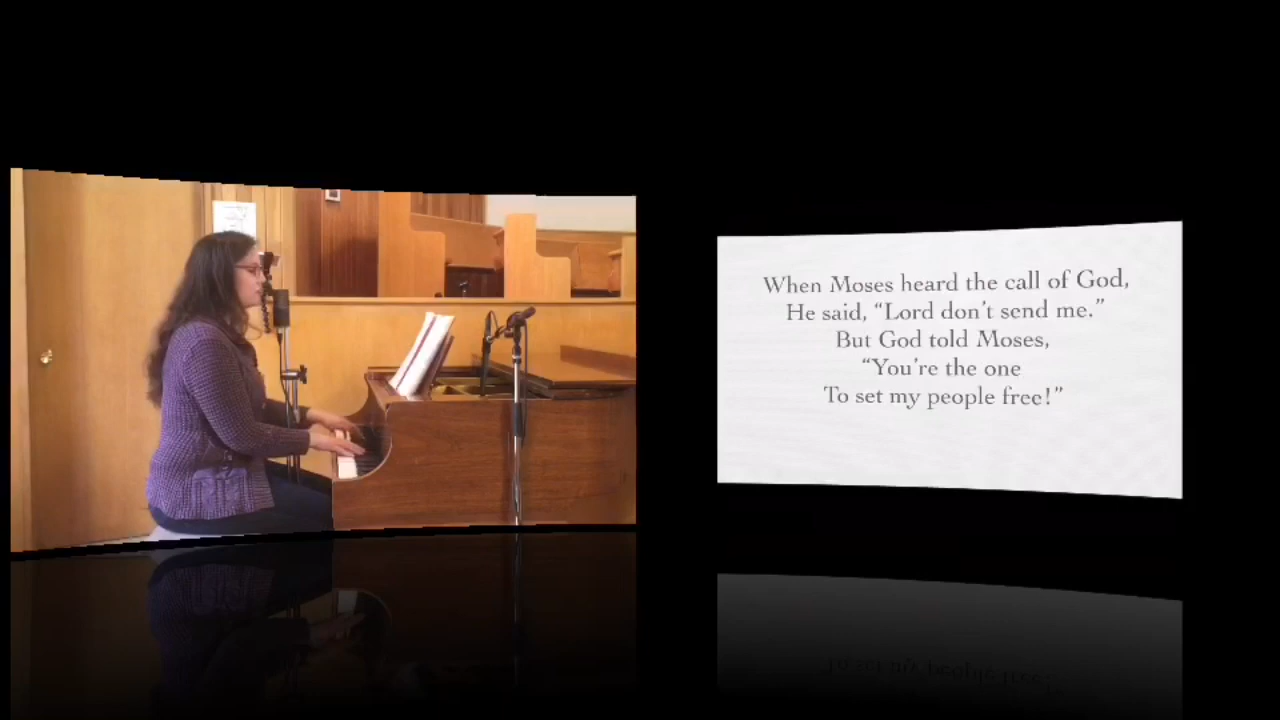 When Moses heard the call of God,
He said, “Lord don’t send me.”
But God told Moses,
“You’re the one
To set my people free!”